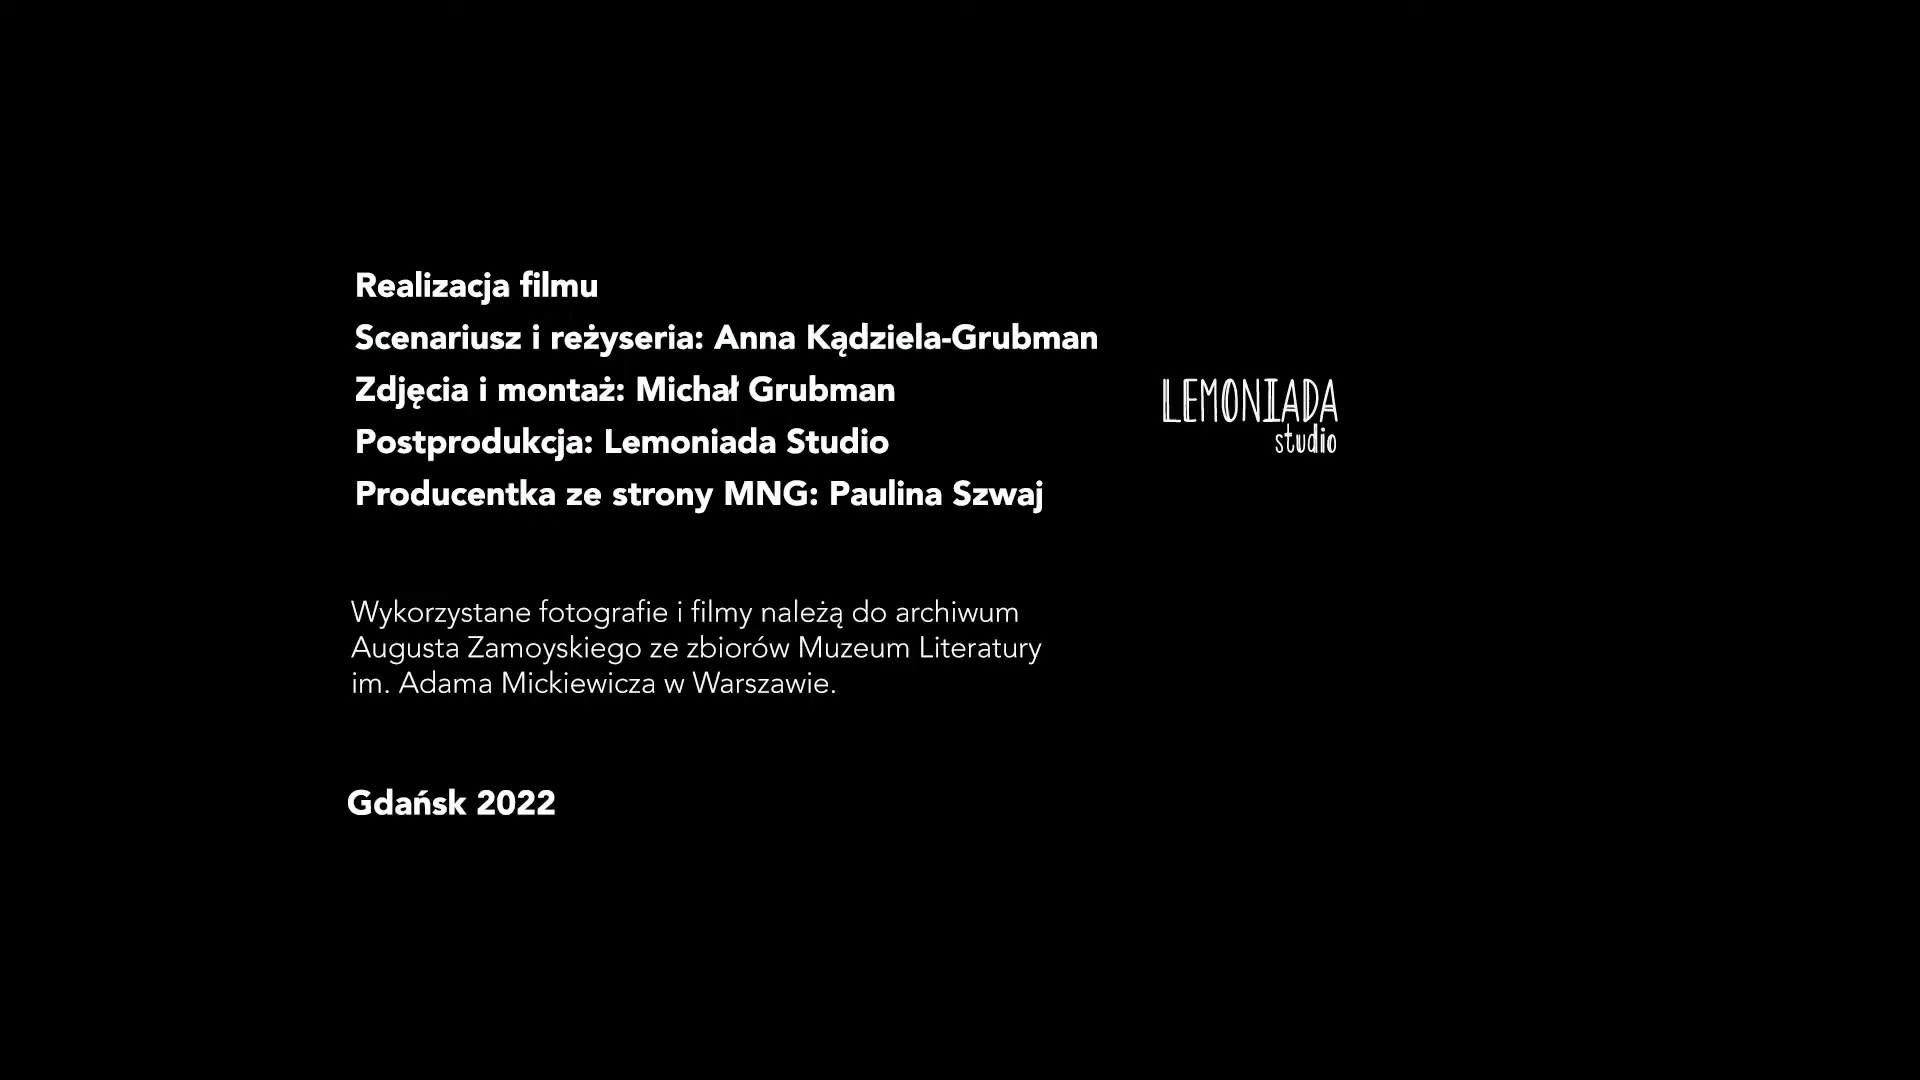 Realizacja filmu
Scenariusz i reżyseria: Anna Kądziela-Grubman
Zdjęcia i montaż: Michał Grubman
Postprodukcja: Lemoniada Studio
Producentka ze strony MNG: Paulina Szwaj
LEMONIADA
studio
Wykorzystane fotografie i filmy należą do archiwum
Augusta Zamoyskiego ze zbiorów Muzeum Literatury
im. Adama Mickiewicza w Warszawie.
Gdańsk 2022